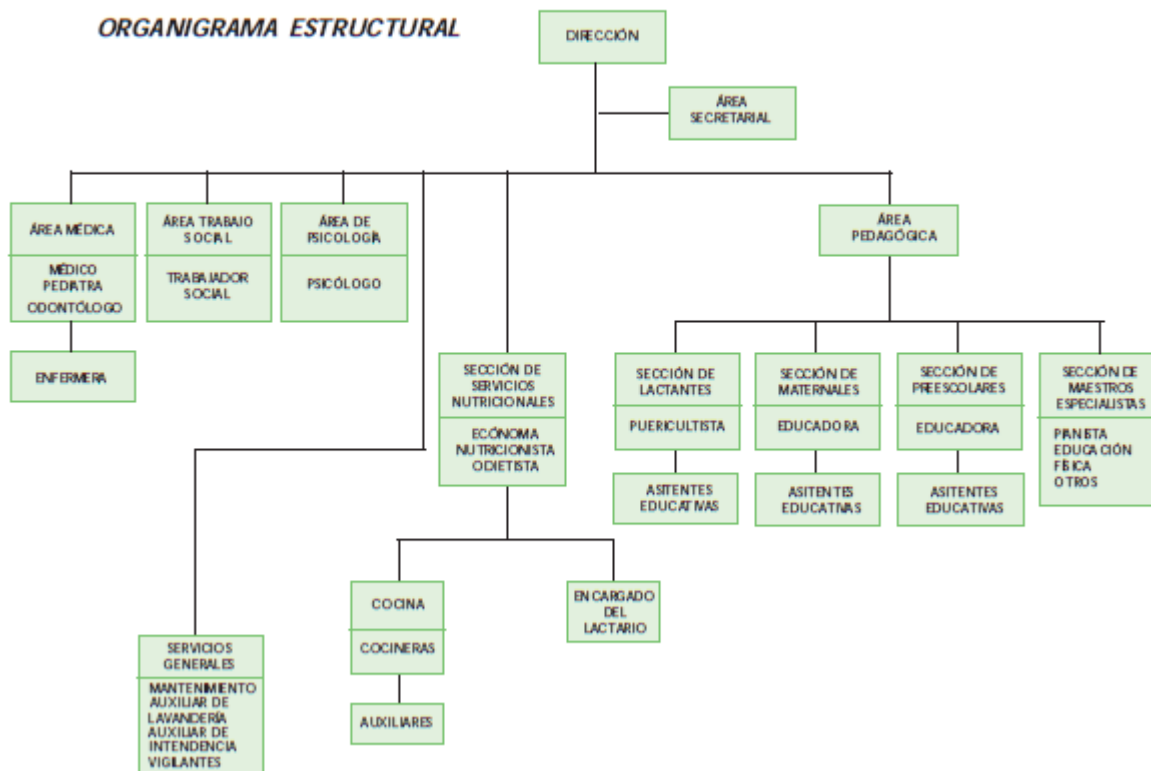 ORGANIGRAMA ESTRUCTURAL
DIRECCIÓN
ÁREA
SECRETARIAL
ÁREA MÉDICA
MÉDICO
PEDIATRA
ODONTÓLOGO
ENFERMERA
ÁREA TRABAJO
SOCIAL
TRABAJADOR
SOCIAL
ÁREA DE
PSICOLOGÍA
PSICÓLOGO
ÁREA
PEDAGÓGICA
SECCIÓN DE
SERVICIOS
NUTRICIONALES
ECÓNOMA
NUTRICIONISTA
O DIETISTA
SECCIÓN DE
LACTANTES
PUERICULTISTA
ASITENTES
EDUCATIVAS
SECCIÓN DE
MATERNALES
EDUCADORA
ASITENTES
EDUCATIVAS
SECCIÓN DE
PREESCOLARES
EDUCADORA
ASITENTES
EDUCATIVAS
SECCIÓN DE
MAESTROS
ESPECIALISTAS
PIANISTA
EDUCACIÓN
FÍSICA
OTROS
COCINA
COCINERAS
AUXILIARES
ENCARGADO
DEL
LACTARIO
SERVICIOS
GENERALES
MANTENIMIENTO
AUXILIAR DE
LAVANDERÍA
AUXILIAR DE
INTENDENCIA
VIGILANTES